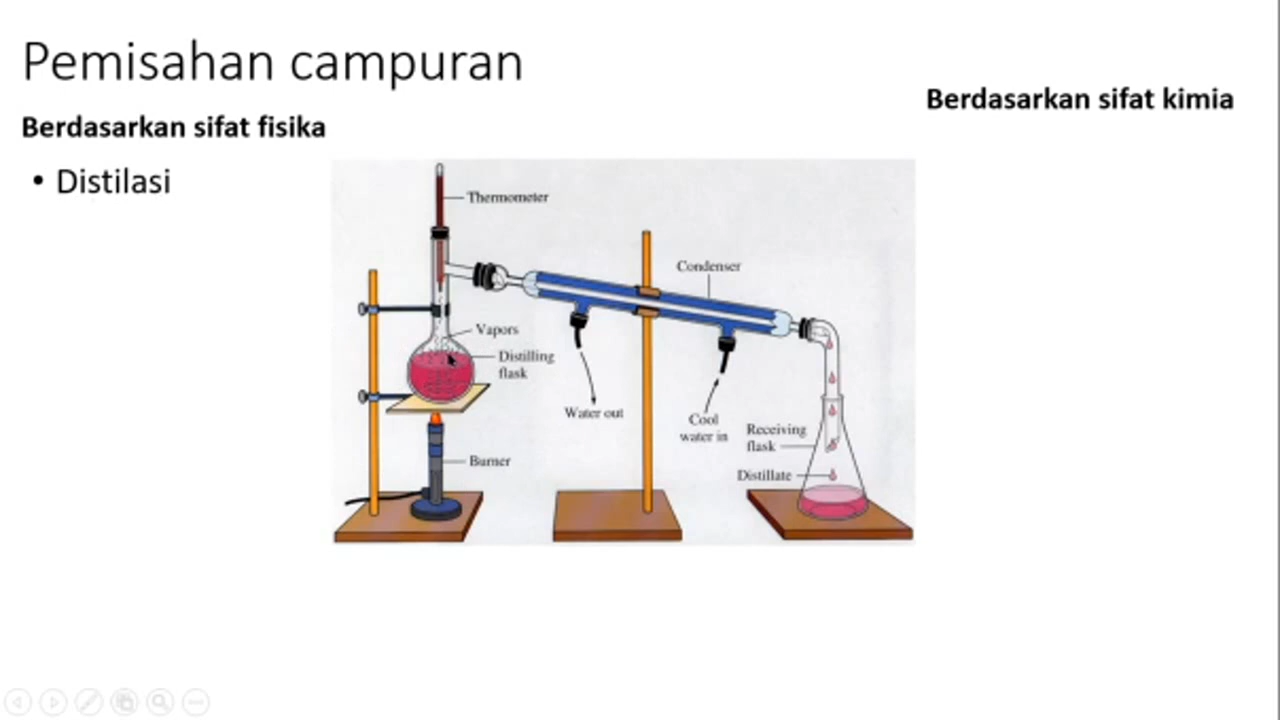 Pemisahan campuran
Berdasarkan sifat kimia
Berdasarkan sifat fisika
• Distilasi
Thermometer
Condenser
Vapors
Distilling
flask
Water out
Cool
water in
Receiving
flask
Burner
Distillate